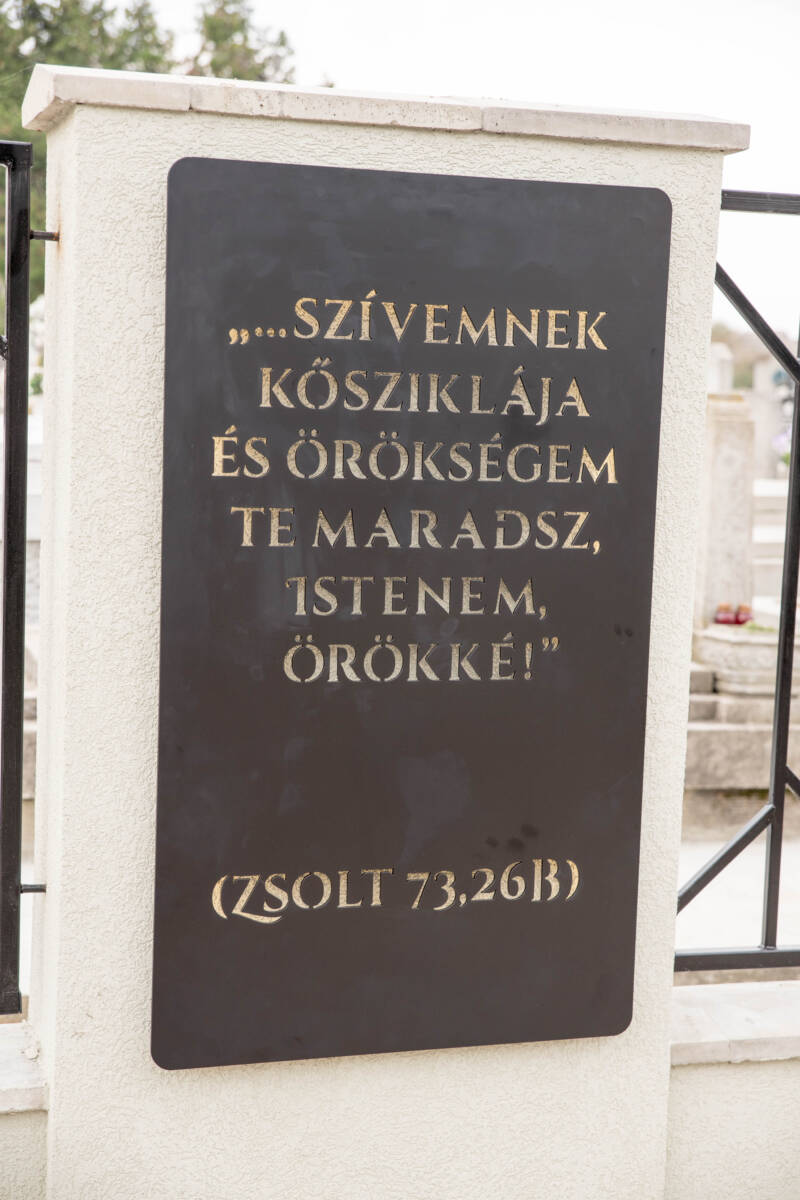 „...SZÍVEMNEK
KŐSZIKLÁJA
ÉS ÖRÖKSÉGEM
TE MARADSZ,
ISTENEM,
ÖRÖKKÉ!”
(ZSOLT 73,26B)